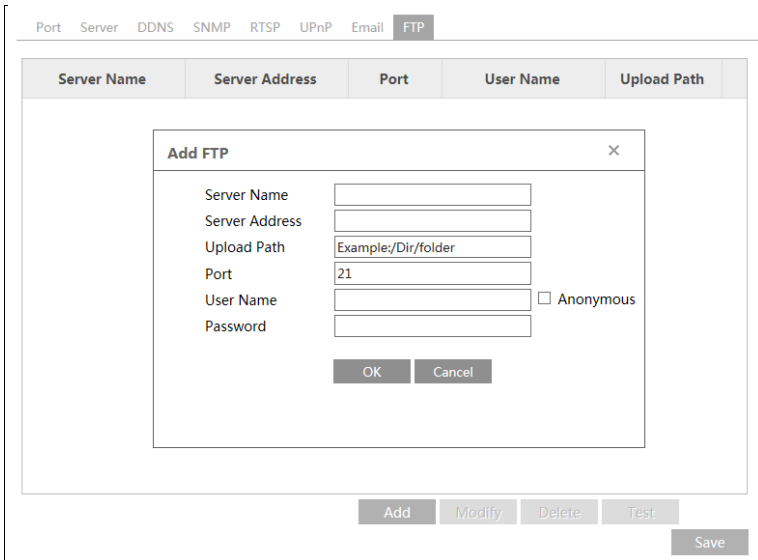 Port Server DDNS SNMP RTSP UPnP Email FTP
Server Name Server Address Port User Name Upload Path
Add FTP ×
Server Name
Server Address
Upload Path Example:/Dir/folder
Port 21
User Name Anonymous
Password
OK Cancel
Add Modify Delete Test
Save